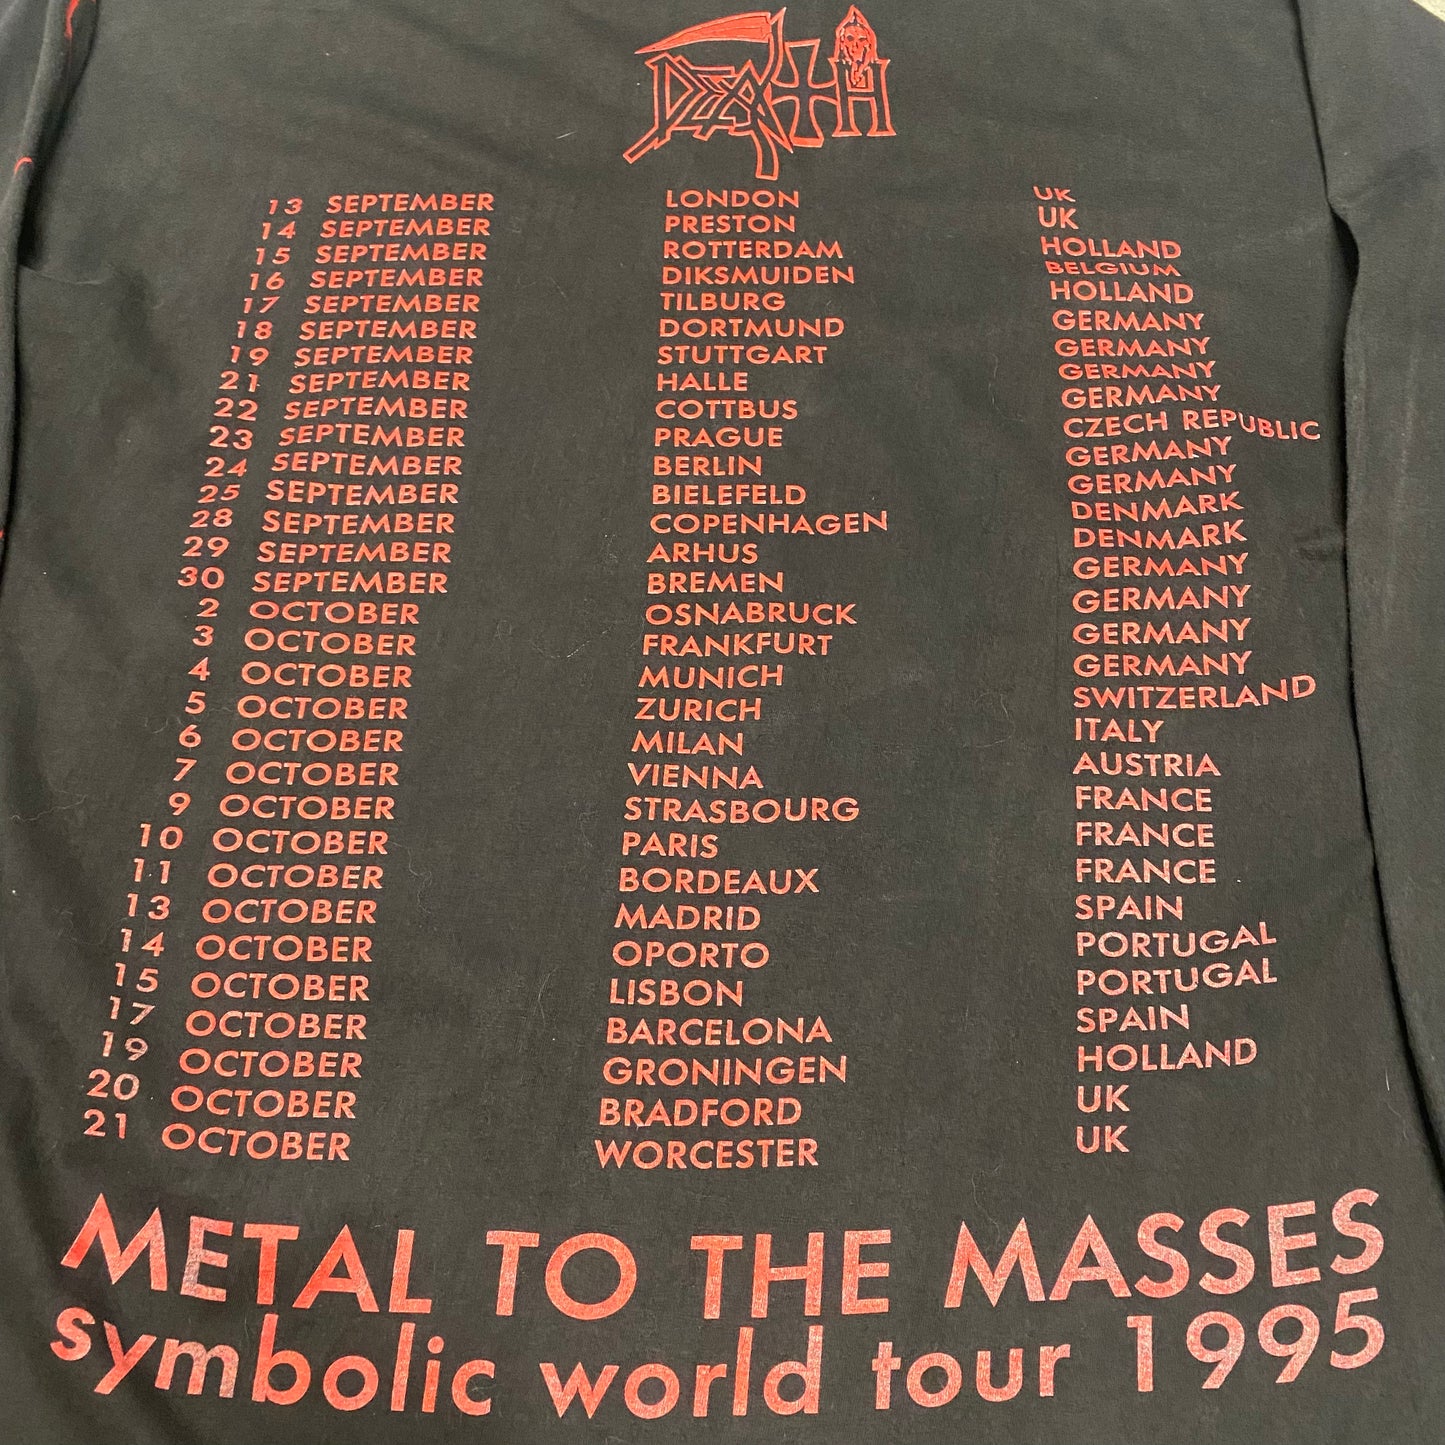 DEATH
13 SEPTEMBER LONDON UK
14 SEPTEMBER PRESTON UK
15 SEPTEMBER ROTTERDAM HOLLAND
16 SEPTEMBER DIKSMUIDEN BELGIUM
17 SEPTEMBER TILBURG HOLLAND
18 SEPTEMBER DORTMUND GERMANY
19 SEPTEMBER STUTTGART GERMANY
21 SEPTEMBER HALLE GERMANY
22 SEPTEMBER COTTBUS GERMANY
23 SEPTEMBER PRAGUE CZECH REPUBLIC
24 SEPTEMBER BERLIN GERMANY
25 SEPTEMBER BIELEFELD GERMANY
28 SEPTEMBER COPENHAGEN DENMARK
29 SEPTEMBER ARHUS DENMARK
30 SEPTEMBER BREMEN GERMANY
2 OCTOBER OSNABRUCK GERMANY
3 OCTOBER FRANKFURT GERMANY
4 OCTOBER MUNICH GERMANY
5 OCTOBER ZURICH SWITZERLAND
6 OCTOBER MILAN ITALY
7 OCTOBER VIENNA AUSTRIA
9 OCTOBER STRASBOURG FRANCE
10 OCTOBER PARIS FRANCE
11 OCTOBER BORDEAUX FRANCE
13 OCTOBER MADRID SPAIN
14 OCTOBER OPORTO PORTUGAL
15 OCTOBER LISBON PORTUGAL
17 OCTOBER BARCELONA SPAIN
19 OCTOBER GRONINGEN HOLLAND
20 OCTOBER BRADFORD UK
21 OCTOBER WORCESTER UK
METAL TO THE MASSES
symbolic world tour 1995